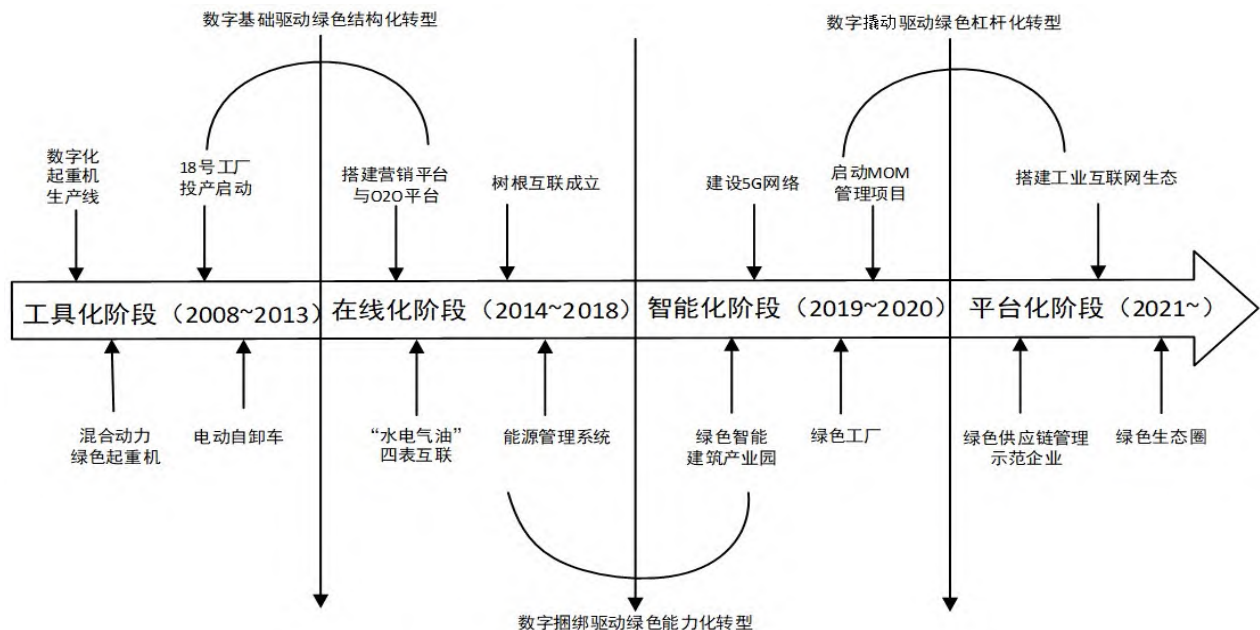 数字基础驱动绿色结构化转型
数字撬动驱动绿色杠杆化转型
数字化
起重机
生产线
18号工厂
投产启动
搭建营销平台
与O2O平台
树根互联成立
建设5G网络
启动MOM
管理项目
搭建工业互联网生态
工具化阶段（2008~2013）
在线化阶段（2014~2018）
智能化阶段（2019~2020）
平台化阶段（2021~）
混合动力
绿色起重机
电动自卸车
“水电气油”
四表互联
能源管理系统
绿色智能
建筑产业园
绿色工厂
绿色供应链管理
示范企业
绿色生态圈
数字捆绑驱动绿色能力化转型